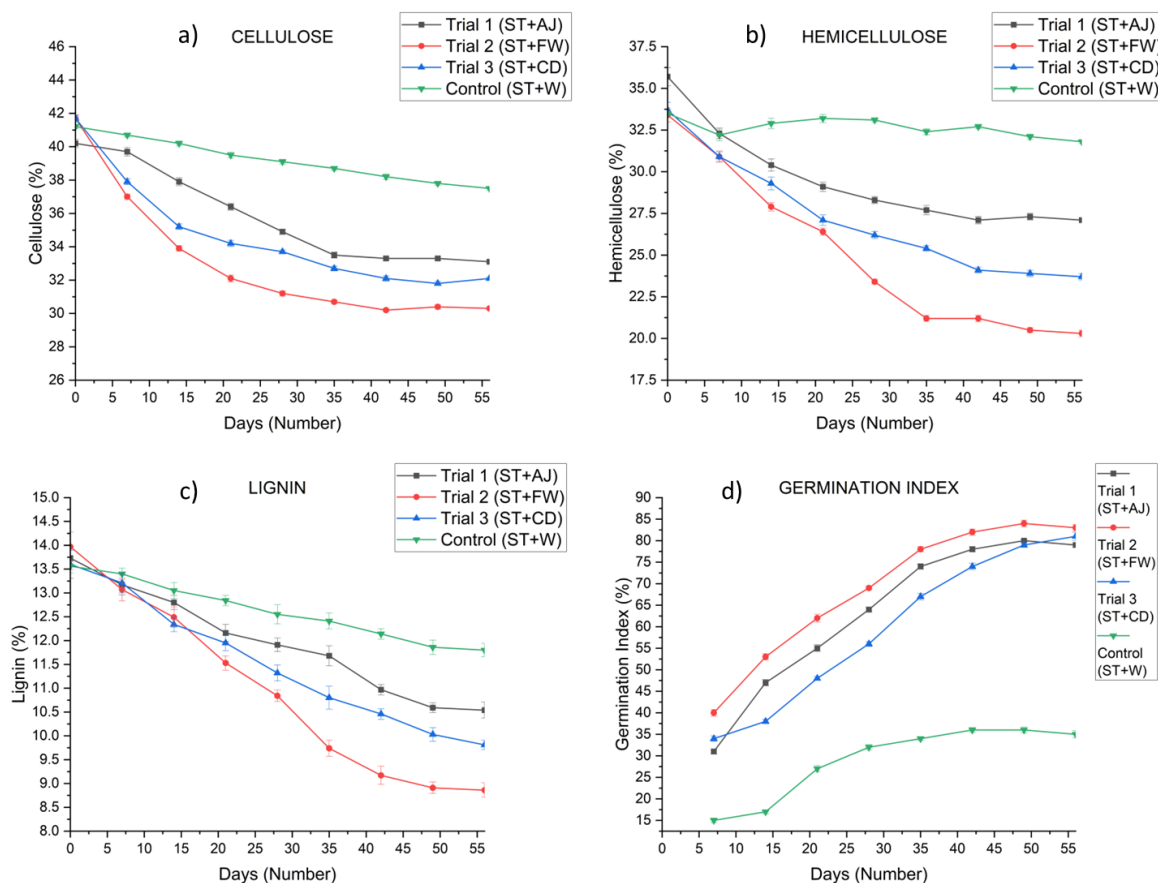 a)
CELLULOSE
Trial 1 (ST+AJ)
Trial 2 (ST+FW)
Trial 3 (ST+CD)
Control (ST+W)
46
44
42
40
38
36
34
32
30
28
26
Cellulose (%)
0 5 10 15 20 25 30 35 40 45 50 55
Days (Number)
b)
HEMICELLULOSE
Trial 1 (ST+AJ)
Trial 2 (ST+FW)
Trial 3 (ST+CD)
Control (ST+W)
35.0
32.5
30.0
27.5
25.0
22.5
20.0
17.5
Hemicellulose (%)
0 5 10 15 20 25 30 35 40 45 50 55
Days (Number)
c)
LIGNIN
Trial 1 (ST+AJ)
Trial 2 (ST+FW)
Trial 3 (ST+CD)
Control (ST+W)
15.0
14.5
14.0
13.5
13.0
12.5
12.0
11.5
11.0
10.5
10.0
9.5
9.0
8.5
8.0
Lignin (%)
0 5 10 15 20 25 30 35 40 45 50 55
Days (Number)
d)
GERMINATION INDEX
Trial 1
(ST+AJ)
Trial 2
(ST+FW)
Trial 3
(ST+CD)
Control
(ST+W)
90
85
80
75
70
65
60
55
50
45
40
35
30
25
20
15
Germination Index (%)
0 5 10 15 20 25 30 35 40 45 50 55
Days (Number)